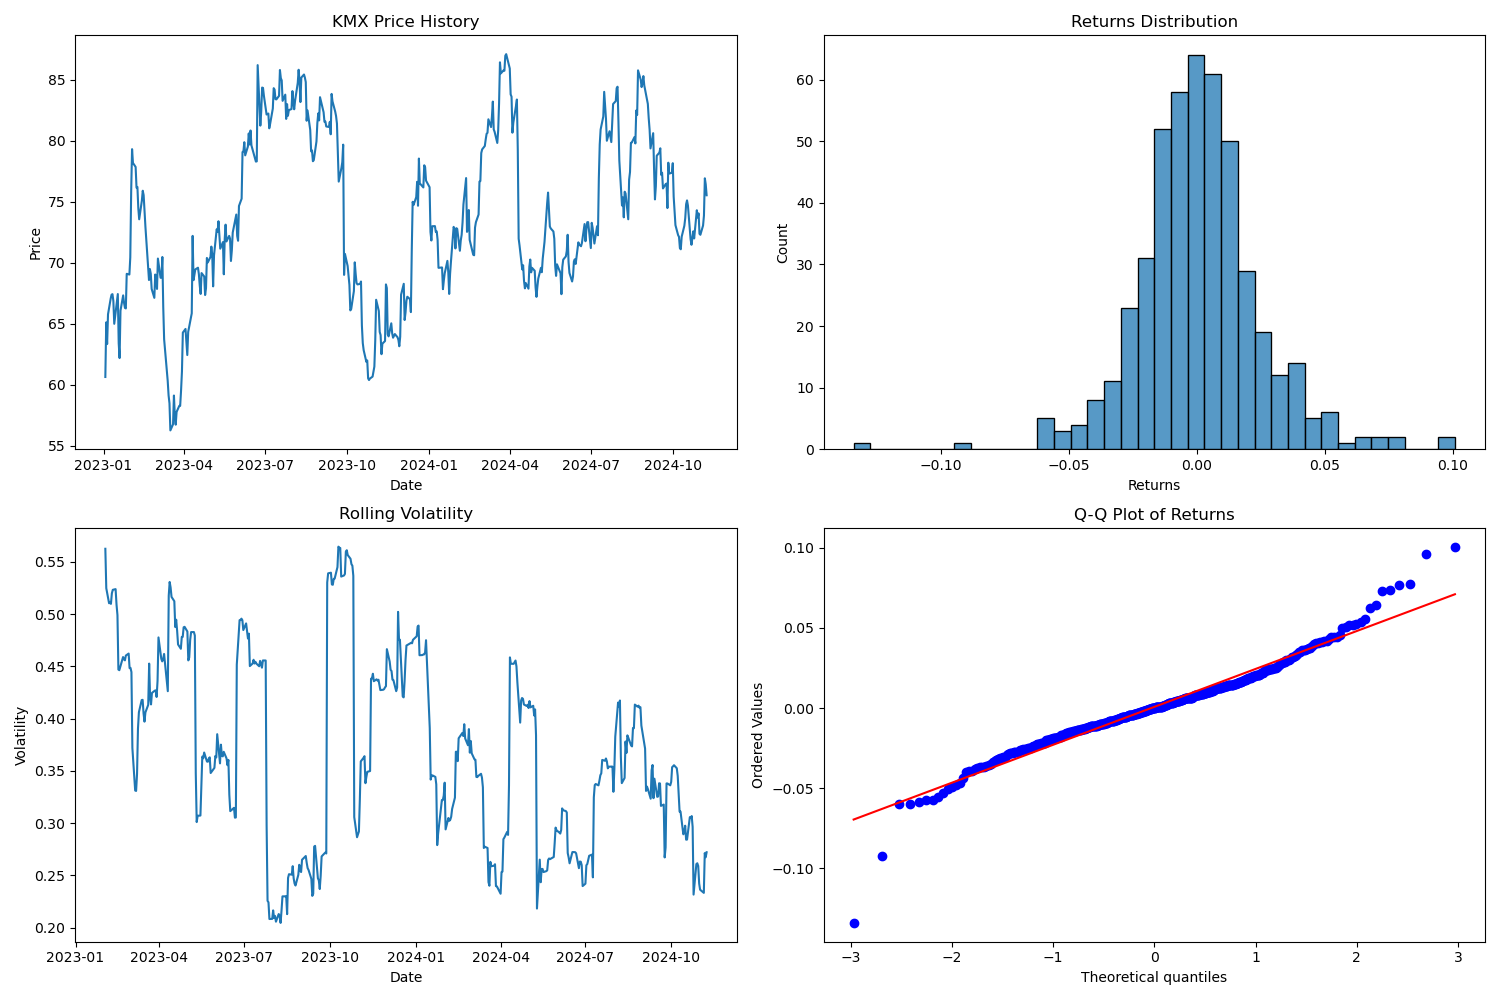 KMX Price History
Price
85
80
75
70
65
60
55
2023-01 2023-04 2023-07 2023-10 2024-01 2024-04 2024-07 2024-10
Date
Returns Distribution
Count
60
50
40
30
20
10
0
−0.10 −0.05 0.00 0.05 0.10
Returns
Rolling Volatility
Volatility
0.55
0.50
0.45
0.40
0.35
0.30
0.25
0.20
2023-01 2023-04 2023-07 2023-10 2024-01 2024-04 2024-07 2024-10
Date
Q-Q Plot of Returns
Ordered Values
0.10
0.05
0.00
−0.05
−0.10
−3 −2 −1 0 1 2 3
Theoretical quantiles